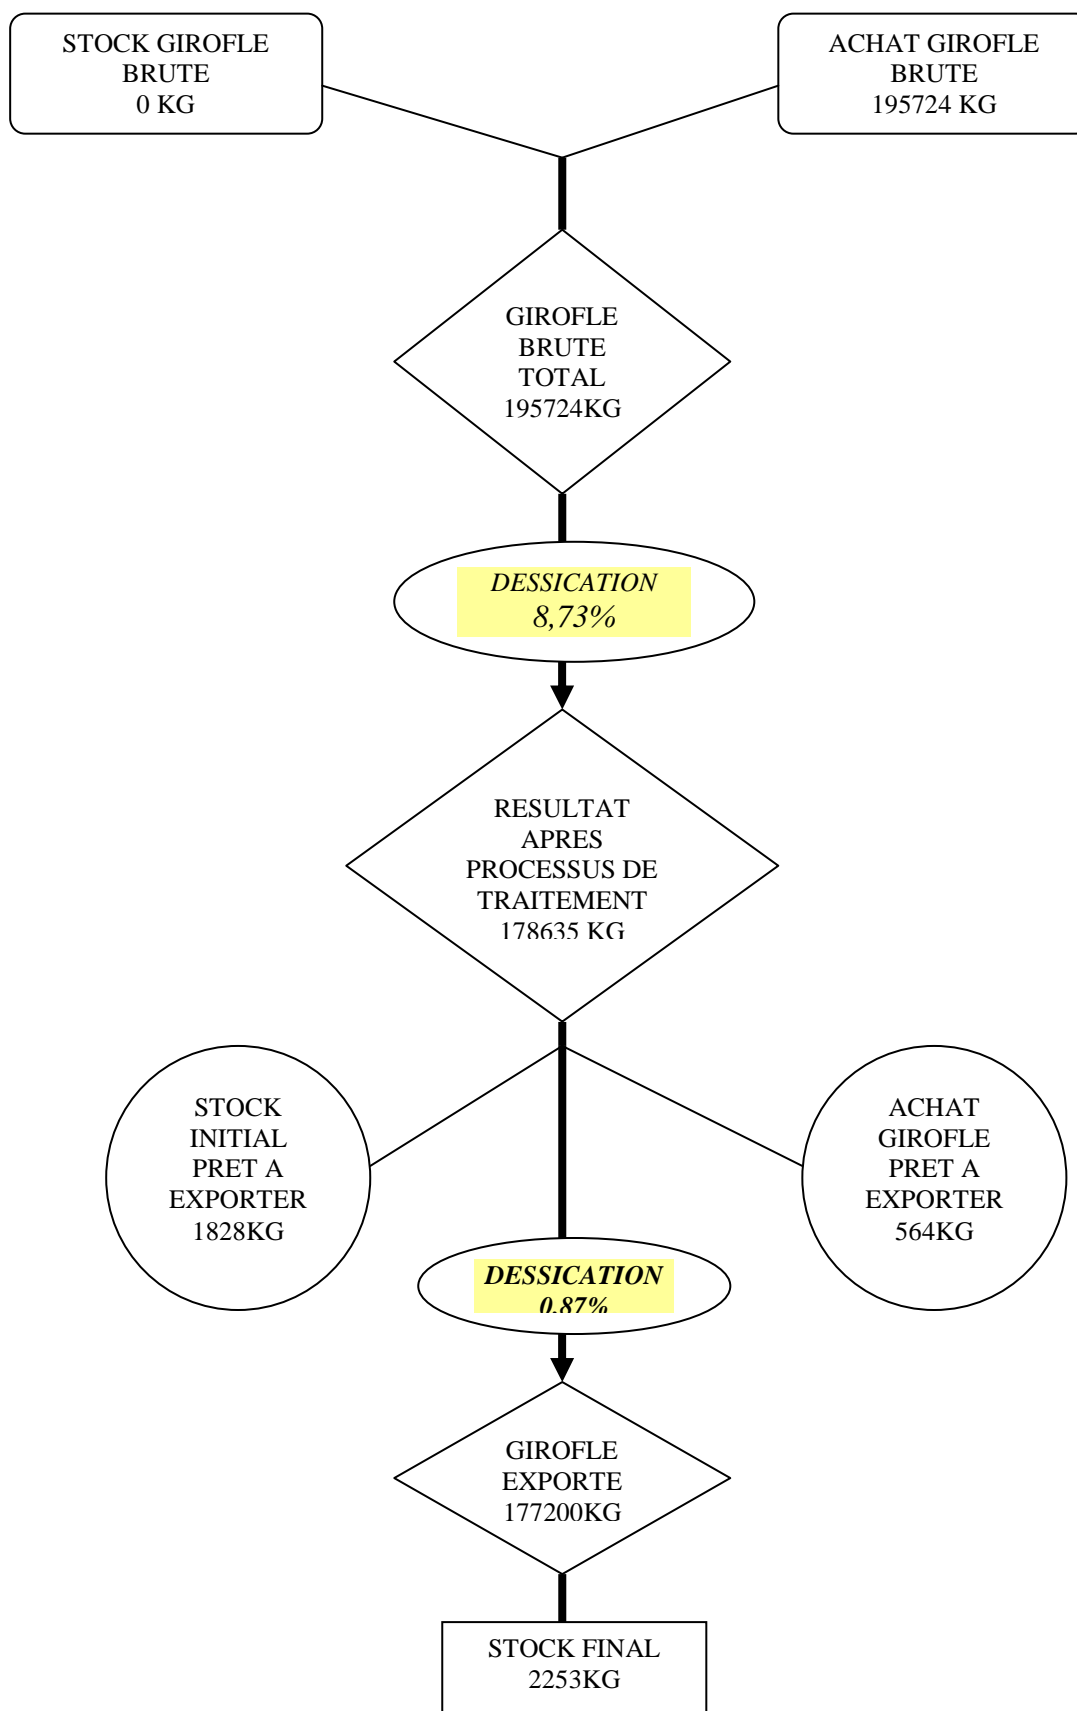 STOCK GIROFLE
BRUTE
0 KG
ACHAT GIROFLE
BRUTE
195724 KG
GIROFLE
BRUTE
TOTAL
195724KG
DESSICATION
8,73%
RESULTAT
APRES
PROCESSUS DE
TRAITEMENT
178635 KG
STOCK
INITIAL
PRET A
EXPORTER
1828KG
ACHAT
GIROFLE
PRET A
EXPORTER
564KG
DESSICATION
0,87%
GIROFLE
EXPORTE
177200KG
STOCK FINAL
2253KG